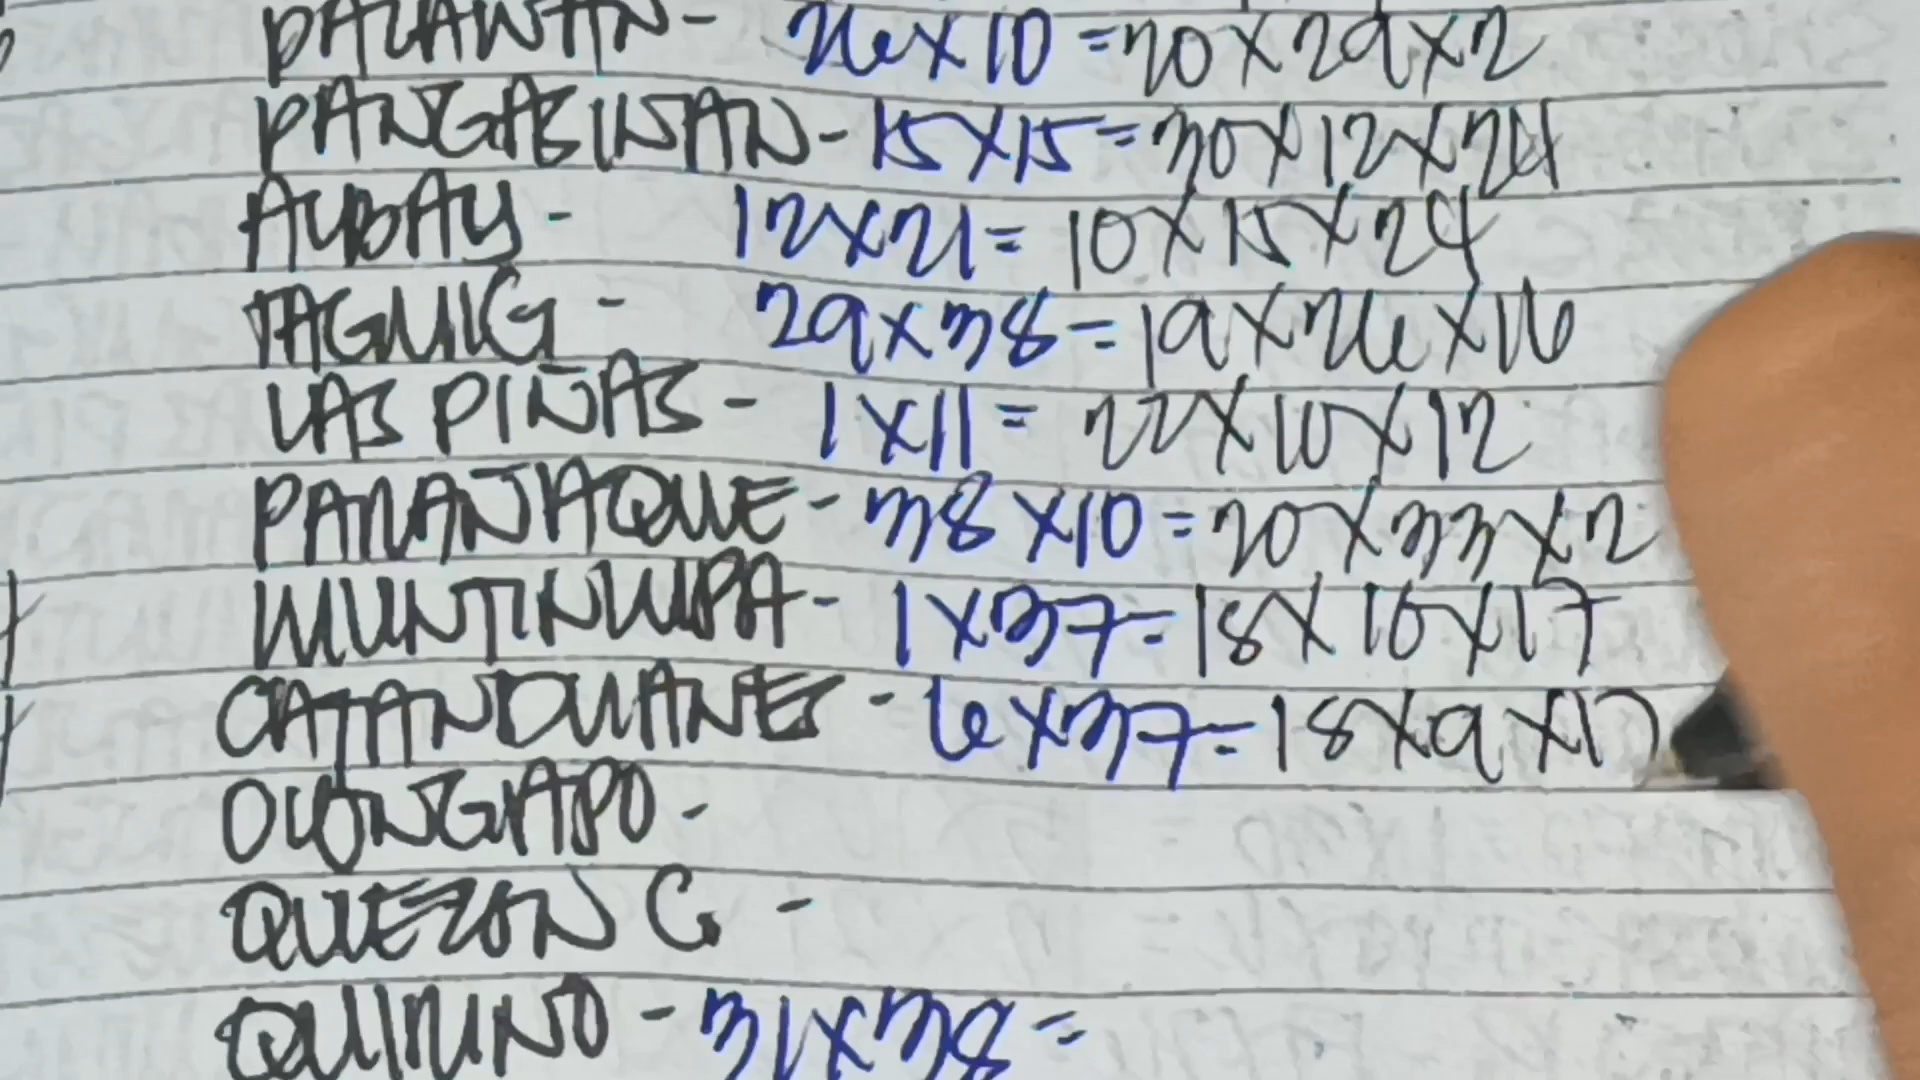 PALAWAN - 26x10 = 20x29x2
PANGASINAN - 15x15 = 30x12x24
ALBAY - 12x21 = 10x15x24
TAGUIG - 29x38 = 19x26x16
LAS PIÑAS - 1x11 = 22x10x12
PARAÑAQUE - 38x10 = 20x33x2
MUNTINLUPA - 1x37 = 18x10x17
CATANDUANES - 6x37 = 18x9x17
OLONGAPO -
QUEZON C -
QUIRINO - 31x38 =